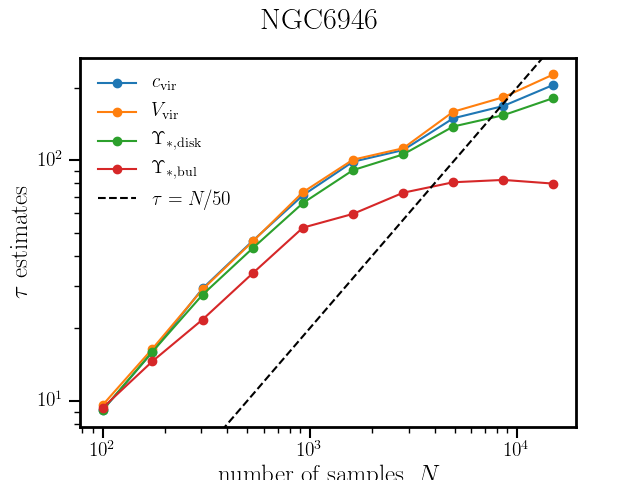 NGC6946
c_vir
V_vir
ϒ_*,disk
ϒ_*,bul
τ = N/50
τ estimates
10^2
10^1
10^2
10^3
10^4
number of samples, N